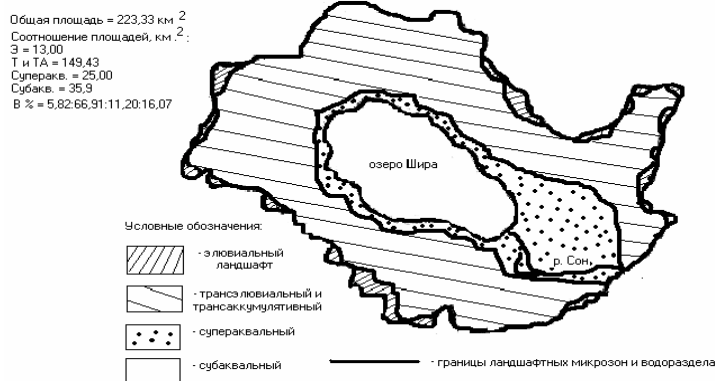 Общая площадь = 223,33 км 2
Соотношение площадей, км .2 :
Э = 13,00
Т и ТА = 149,43
Суперакв. = 25,00
Субакв. = 35,9
В % = 5,82:66,91:11,20:16,07
озеро Шира
р. Сон,
Условные обозначения:
- элювиальный
ландшафт
- трансэлювиальный и
трансаккумулятивный
- супераквальный
- субаквальный
- границы ландшафтных микрозон и водораздела